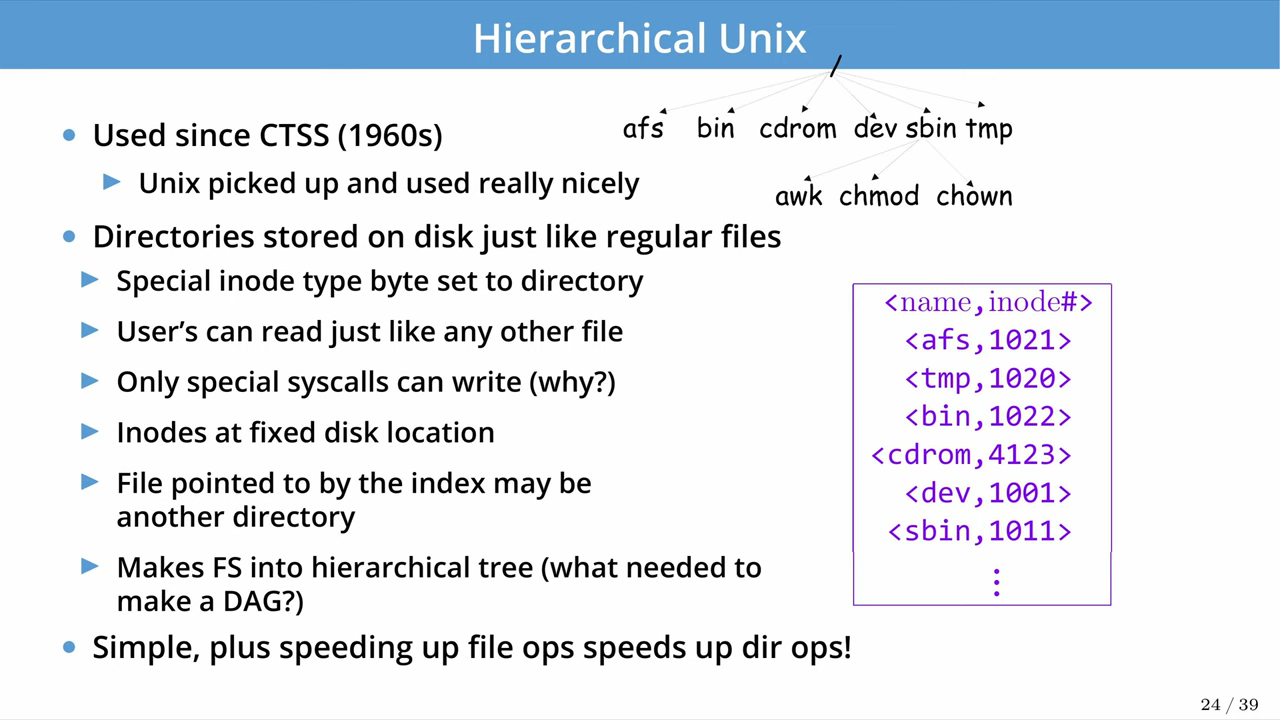 Hierarchical Unix
/
afs bin cdrom dev sbin tmp
awk chmod chown
• Used since CTSS (1960s)
▶ Unix picked up and used really nicely
• Directories stored on disk just like regular files
▶ Special inode type byte set to directory
▶ User’s can read just like any other file
▶ Only special syscalls can write (why?)
▶ Inodes at fixed disk location
▶ File pointed to by the index may be
another directory
▶ Makes FS into hierarchical tree (what needed to
make a DAG?)
• Simple, plus speeding up file ops speeds up dir ops!
<name,inode#>
<afs,1021>
<tmp,1020>
<bin,1022>
<cdrom,4123>
<dev,1001>
<sbin,1011>
⋮
24 / 39